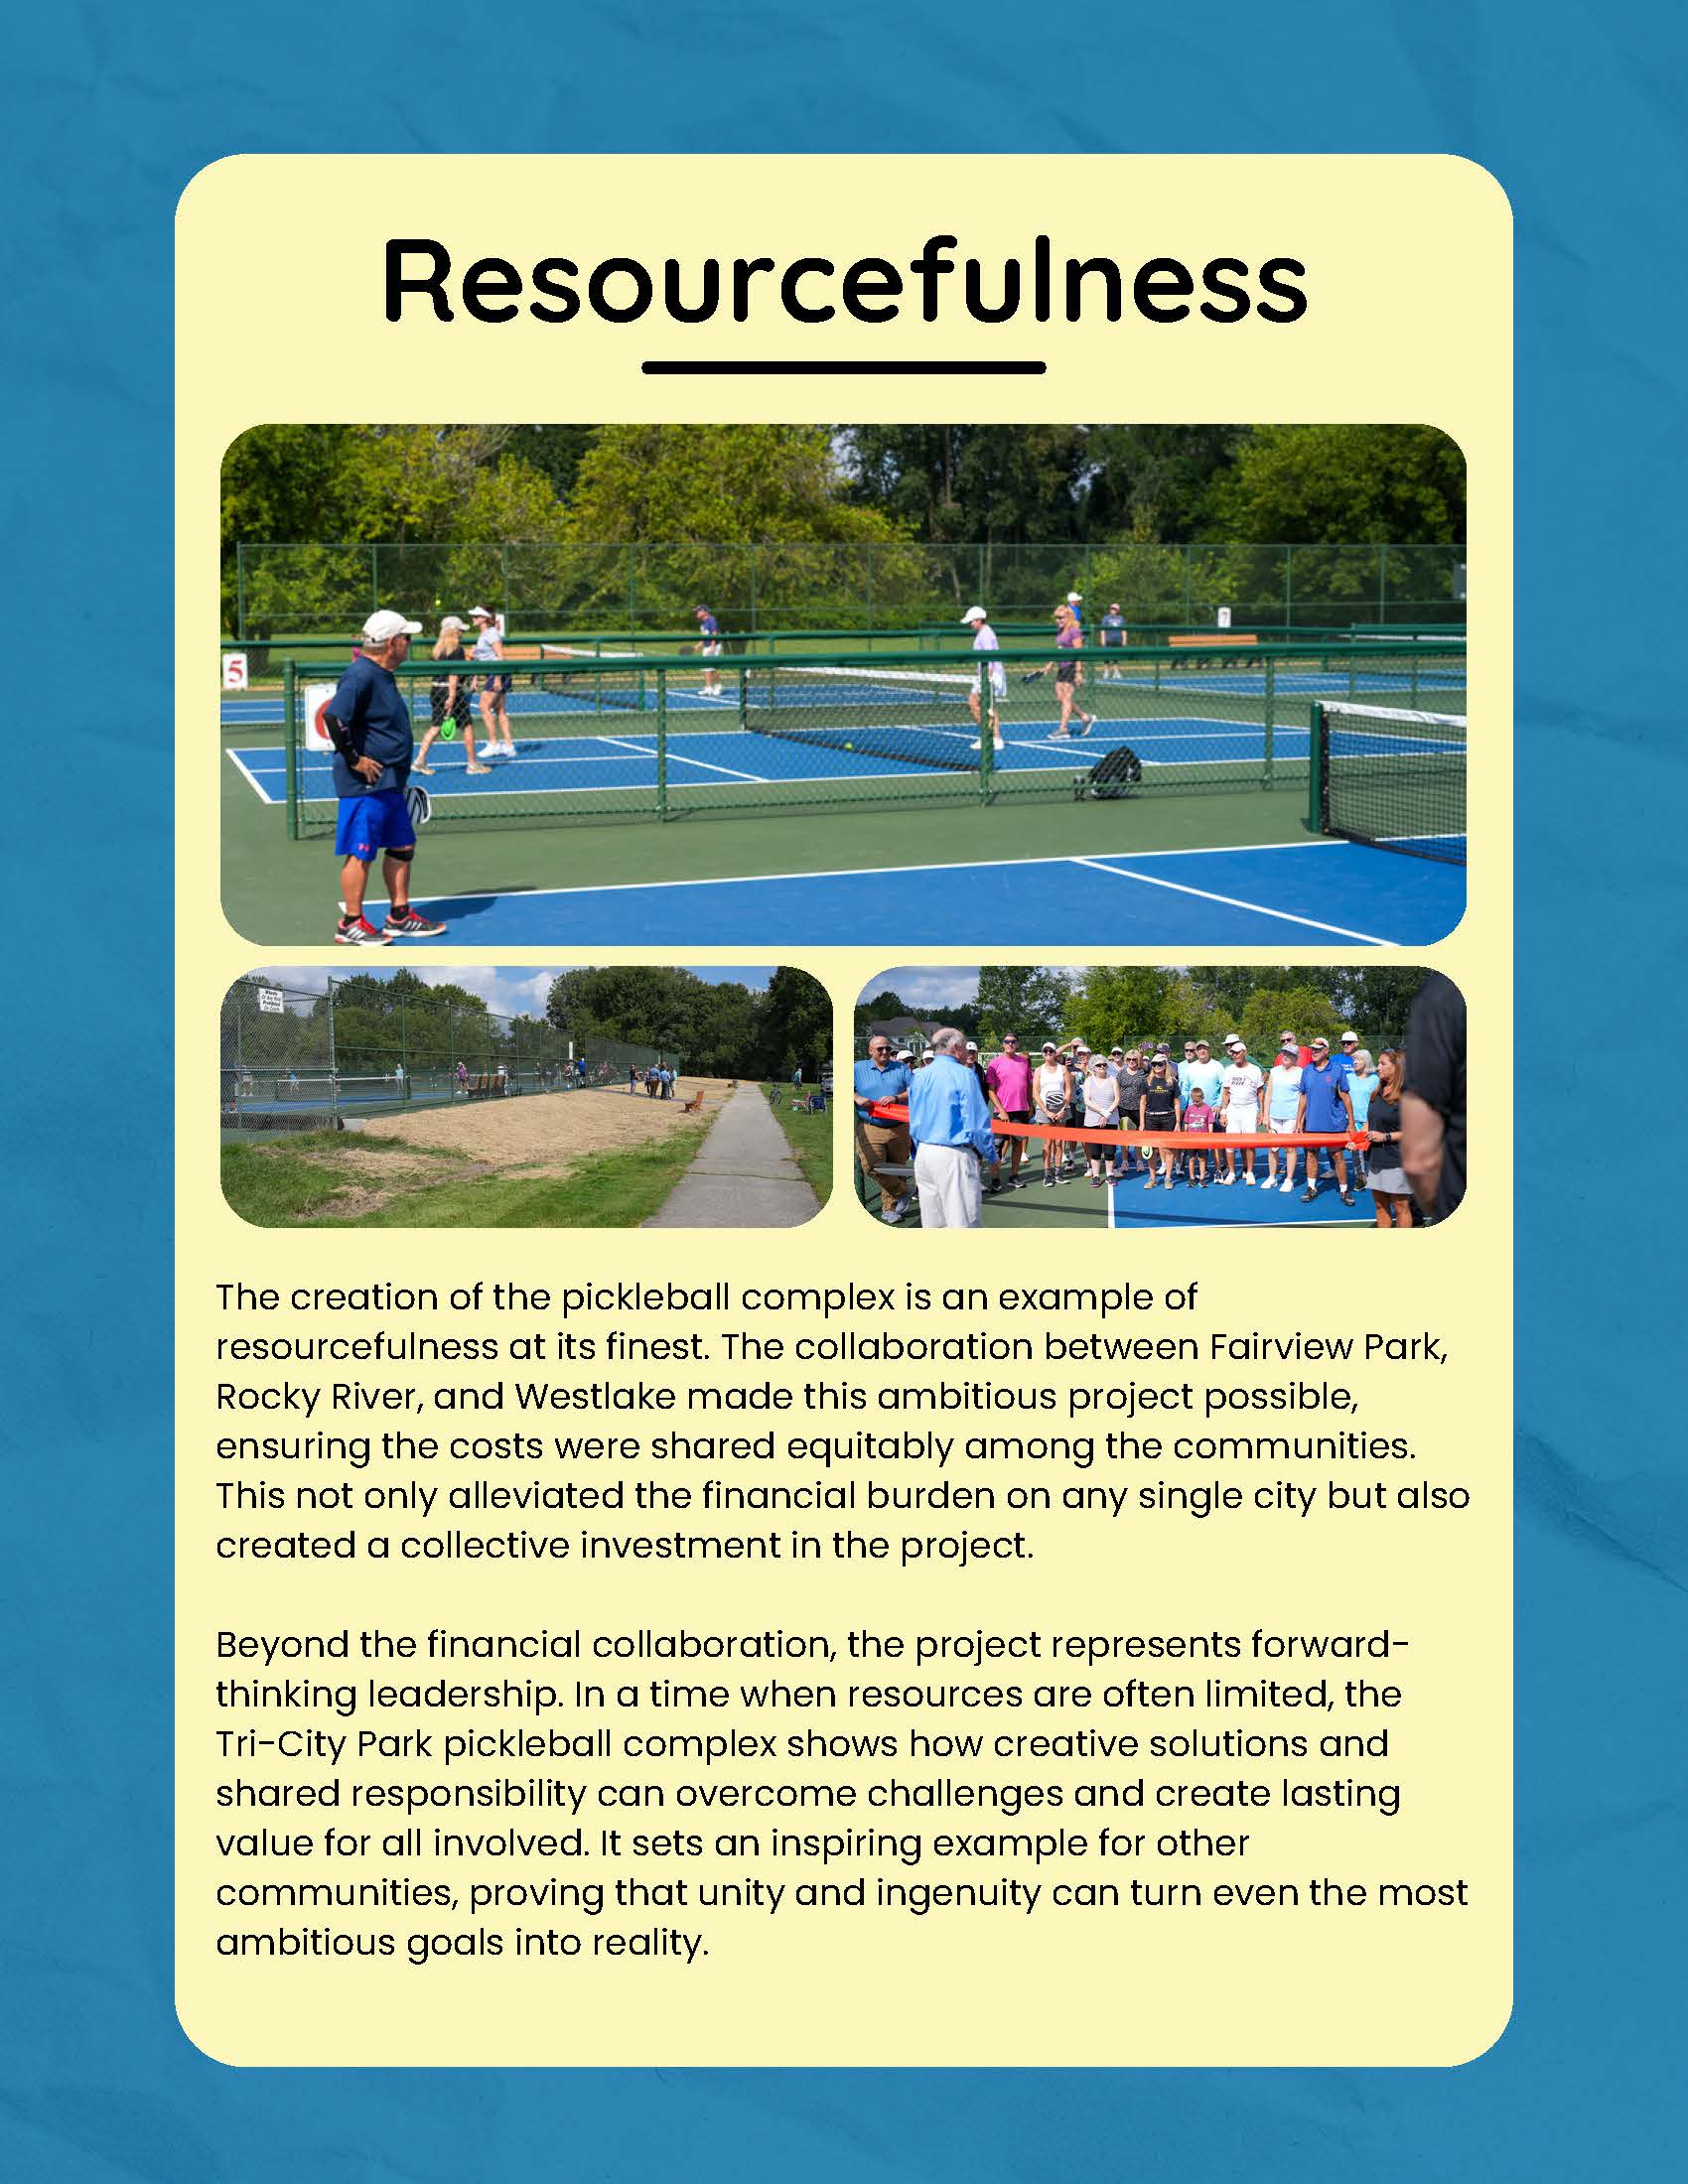 Resourcefulness
5
The creation of the pickleball complex is an example of
resourcefulness at its finest. The collaboration between Fairview Park,
Rocky River, and Westlake made this ambitious project possible,
ensuring the costs were shared equitably among the communities.
This not only alleviated the financial burden on any single city but also
created a collective investment in the project.
Beyond the financial collaboration, the project represents forward-
thinking leadership. In a time when resources are often limited, the
Tri-City Park pickleball complex shows how creative solutions and
shared responsibility can overcome challenges and create lasting
value for all involved. It sets an inspiring example for other
communities, proving that unity and ingenuity can turn even the most
ambitious goals into reality.